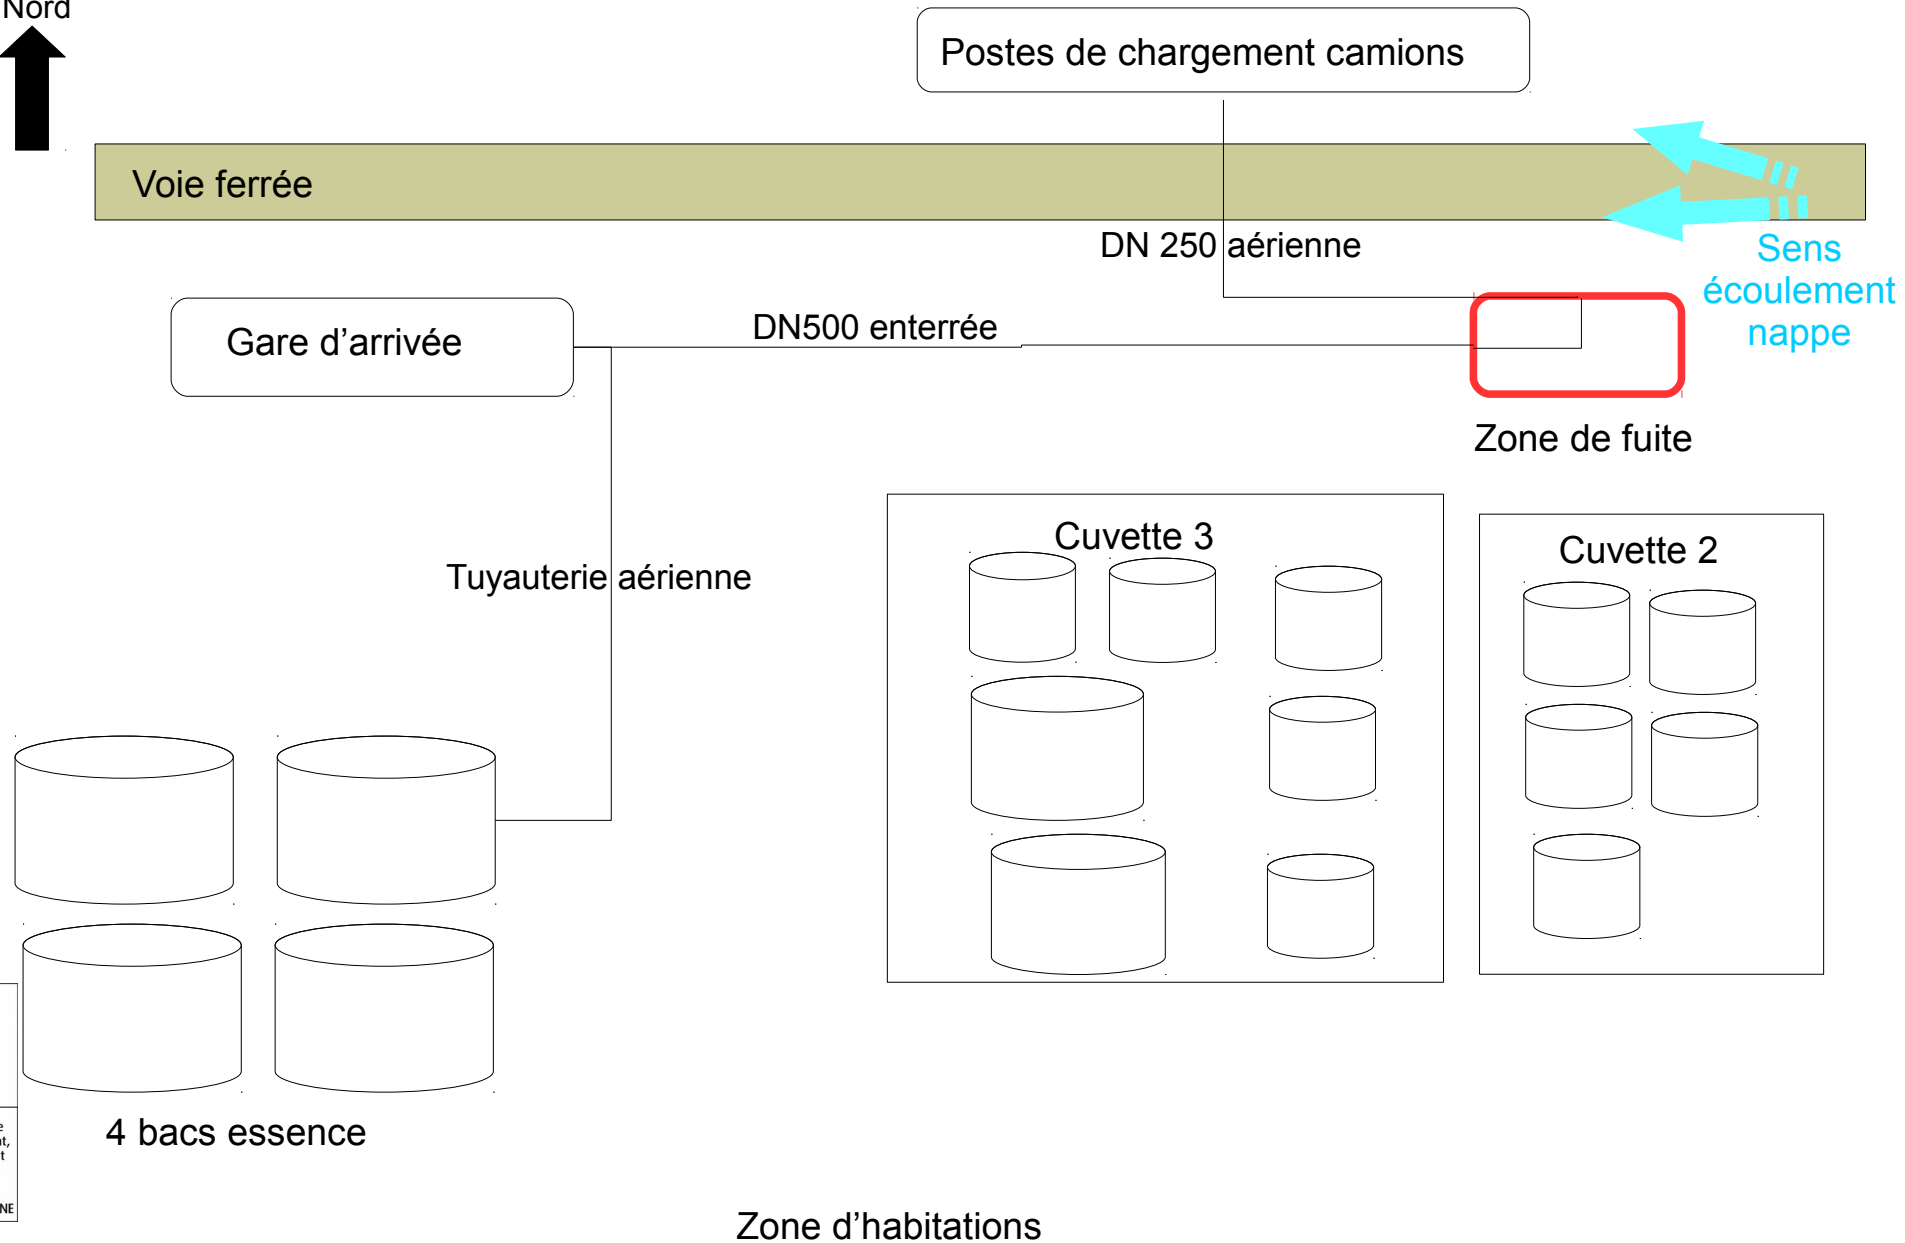 Nord
Postes de chargement camions
Voie ferrée
DN 250 aérienne
Sens
écoulement
nappe
Gare d’arrivée
DN500 enterrée
Zone de fuite
Cuvette 3
Cuvette 2
Tuyauterie aérienne
4 bacs essence
Zone d’habitations